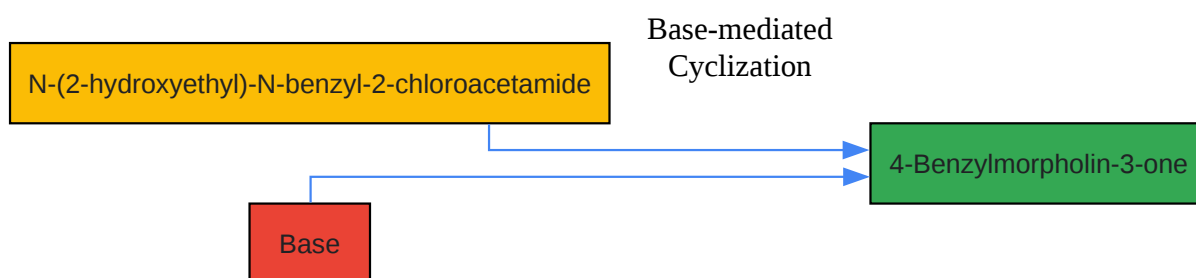 Base-mediated
Cyclization
N-(2-hydroxyethyl)-N-benzyl-2-chloroacetamide
4-Benzylmorpholin-3-one
Base